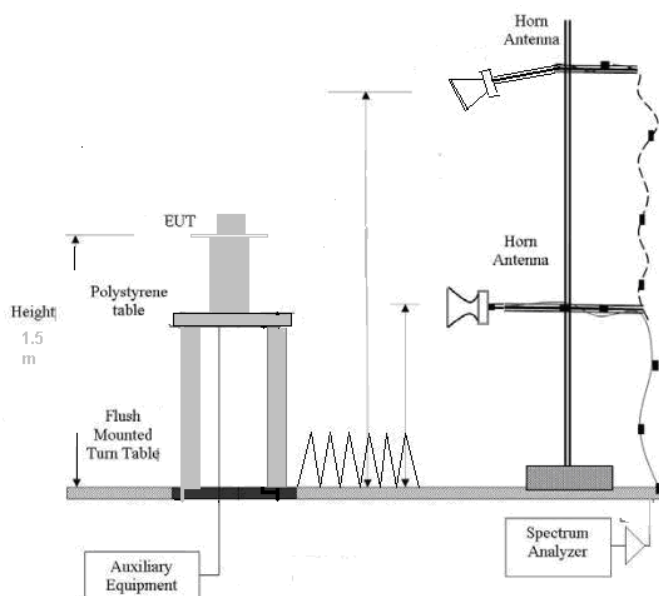 Horn
Antenna
EUT
Horn
Antenna
Polystyrene
table
Height
1.5
m
Flush
Mounted
Turn Table
Spectrum
Analyzer
Auxiliary
Equipment